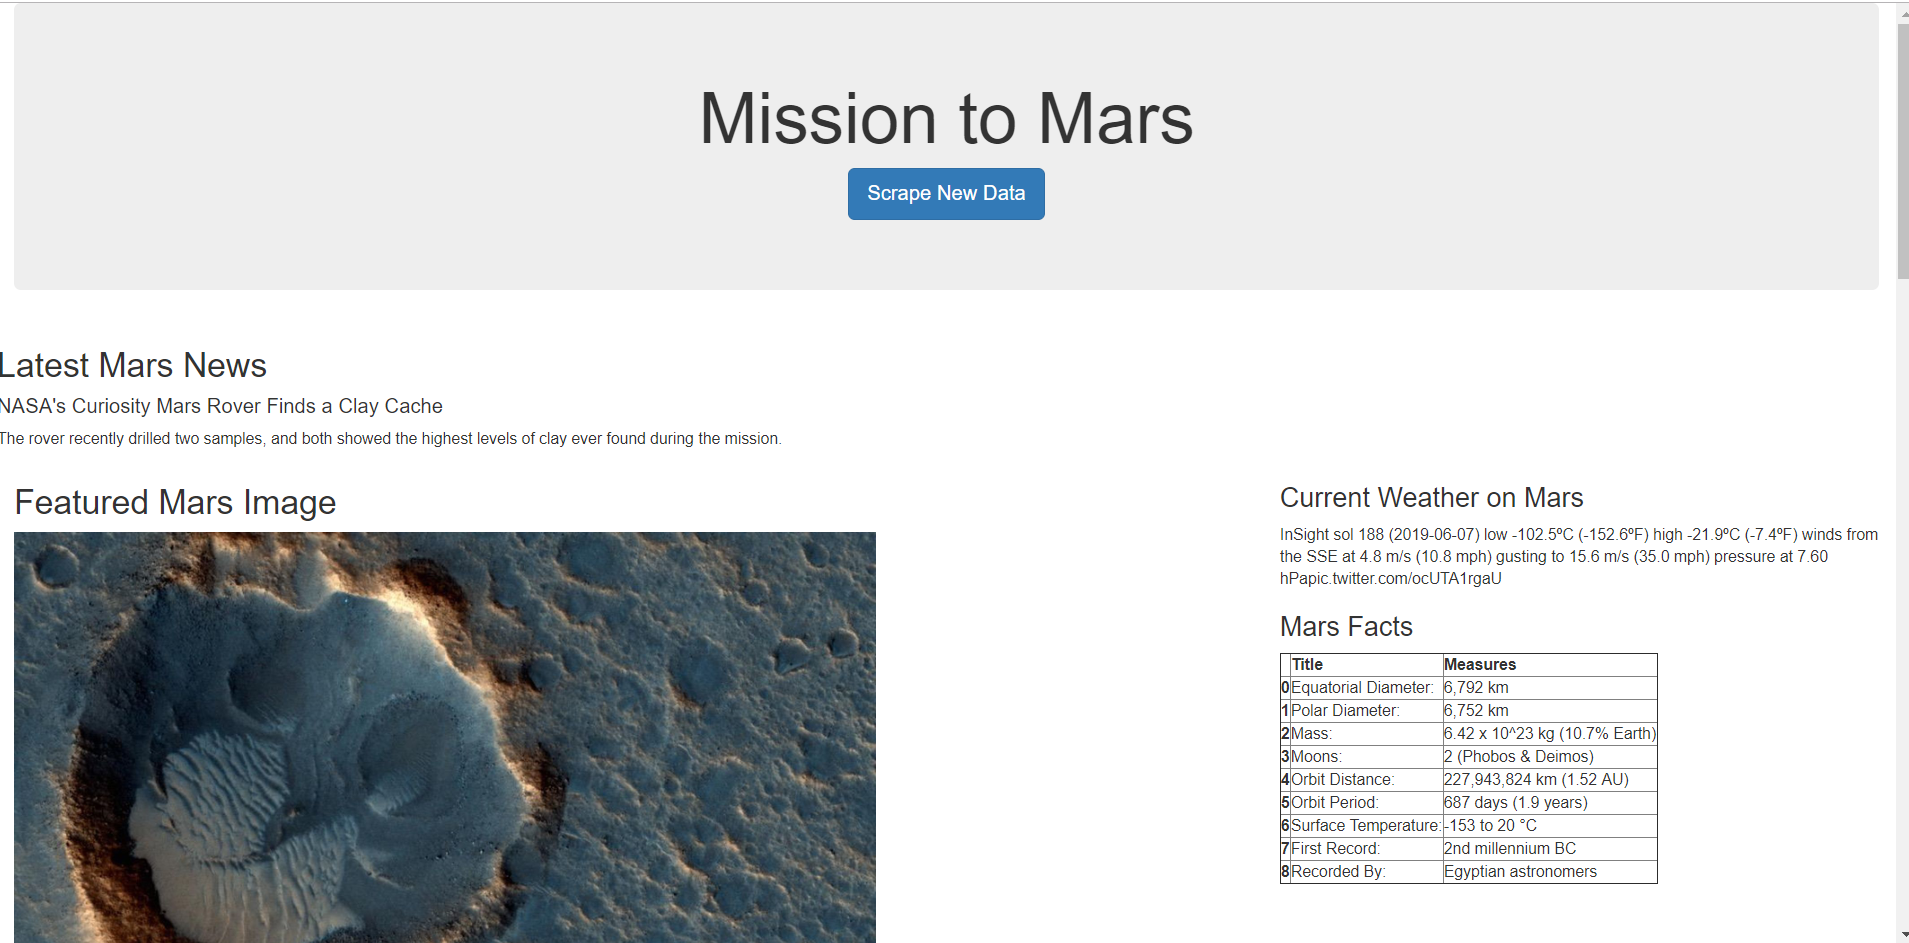 Mission to Mars
Scrape New Data
Latest Mars News
NASA's Curiosity Mars Rover Finds a Clay Cache
The rover recently drilled two samples, and both showed the highest levels of clay ever found during the mission.
Featured Mars Image
Current Weather on Mars
InSight sol 188 (2019-06-07) low -102.5ºC (-152.6ºF) high -21.9ºC (-7.4ºF) winds from
the SSE at 4.8 m/s (10.8 mph) gusting to 15.6 m/s (35.0 mph) pressure at 7.60
hPapic.twitter.com/ocUTA1rgaU
Mars Facts
Title Measures
0 Equatorial Diameter: 6,792 km
1 Polar Diameter: 6,752 km
2 Mass: 6.42 x 10^23 kg (10.7% Earth)
3 Moons: 2 (Phobos & Deimos)
4 Orbit Distance: 227,943,824 km (1.52 AU)
5 Orbit Period: 687 days (1.9 years)
6 Surface Temperature: -153 to 20 °C
7 First Record: 2nd millennium BC
8 Recorded By: Egyptian astronomers